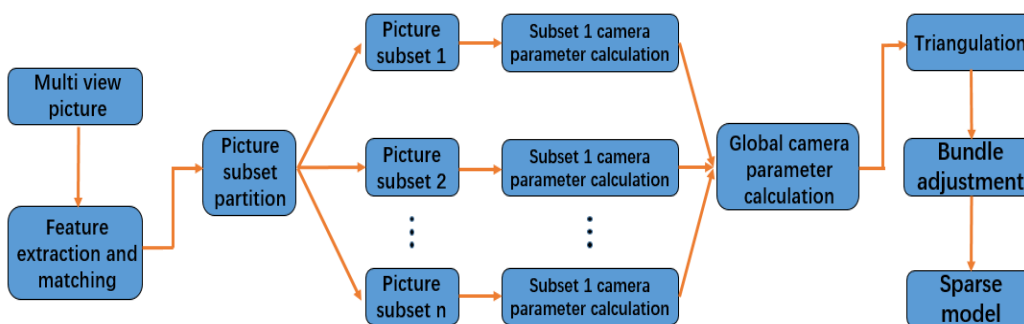 Multi view
picture
Feature
extraction and
matching
Picture
subset
partition
Picture
subset 1
Subset 1 camera
parameter calculation
Picture
subset 2
Subset 1 camera
parameter calculation
Picture
subset n
Subset 1 camera
parameter calculation
Global camera
parameter
calculation
Triangulation
Bundle
adjustment
Sparse
model